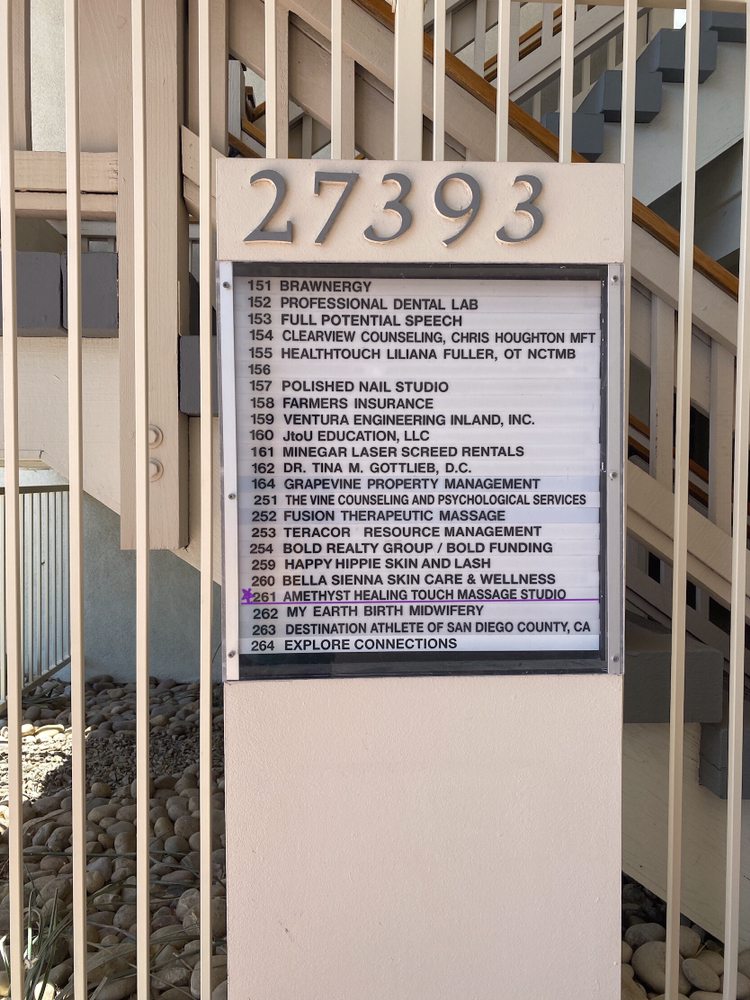 27393
151 BRAWNERGY
152 PROFESSIONAL DENTAL LAB
153 FULL POTENTIAL SPEECH
154 CLEARVIEW COUNSELING, CHRIS HOUGHTON MFT
155 HEALTHTOUCH LILIANA FULLER, OT NCTMB
156
157 POLISHED NAIL STUDIO
158 FARMERS INSURANCE
159 VENTURA ENGINEERING INLAND, INC.
160 JtoU EDUCATION, LLC
161 MINEGAR LASER SCREED RENTALS
162 DR. TINA M. GOTTLIEB, D.C.
164 GRAPEVINE PROPERTY MANAGEMENT
251 THE VINE COUNSELING AND PSYCHOLOGICAL SERVICES
252 FUSION THERAPEUTIC MASSAGE
253 TERACOR RESOURCE MANAGEMENT
254 BOLD REALTY GROUP / BOLD FUNDING
259 HAPPY HIPPIE SKIN AND LASH
260 BELLA SIENNA SKIN CARE & WELLNESS
261 AMETHYST HEALING TOUCH MASSAGE STUDIO
262 MY EARTH BIRTH MIDWIFERY
263 DESTINATION ATHLETE OF SAN DIEGO COUNTY, CA
264 EXPLORE CONNECTIONS